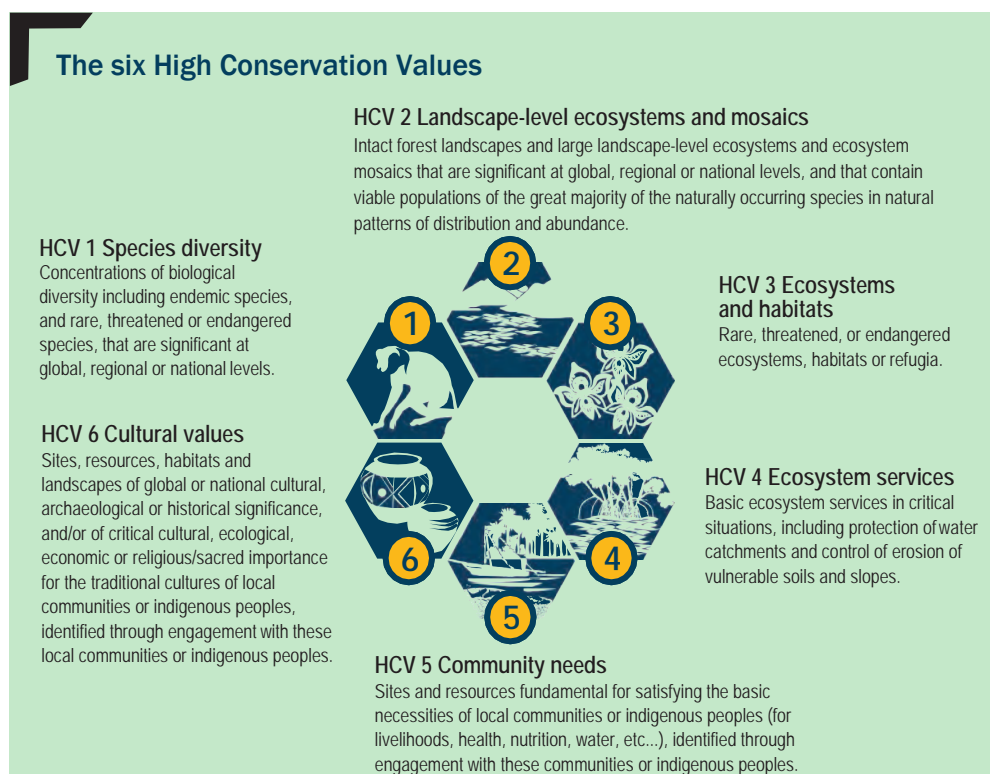 The six High Conservation Values
HCV 1 Species diversity
Concentrations of biological
diversity including endemic species,
and rare, threatened or endangered
species, that are significant at
global, regional or national levels.
HCV 2 Landscape-level ecosystems and mosaics
Intact forest landscapes and large landscape-level ecosystems and ecosystem
mosaics that are significant at global, regional or national levels, and that contain
viable populations of the great majority of the naturally occurring species in natural
patterns of distribution and abundance.
HCV 3 Ecosystems
and habitats
Rare, threatened, or endangered
ecosystems, habitats or refugia.
HCV 4 Ecosystem services
Basic ecosystem services in critical
situations, including protection of water
catchments and control of erosion of
vulnerable soils and slopes.
HCV 5 Community needs
Sites and resources fundamental for satisfying the basic
necessities of local communities or indigenous peoples (for
livelihoods, health, nutrition, water, etc...), identified through
engagement with these communities or indigenous peoples.
HCV 6 Cultural values
Sites, resources, habitats and
landscapes of global or national cultural,
archaeological or historical significance,
and/or of critical cultural, ecological,
economic or religious/sacred importance
for the traditional cultures of local
communities or indigenous peoples,
identified through engagement with these
local communities or indigenous peoples.
1
2
3
4
5
6